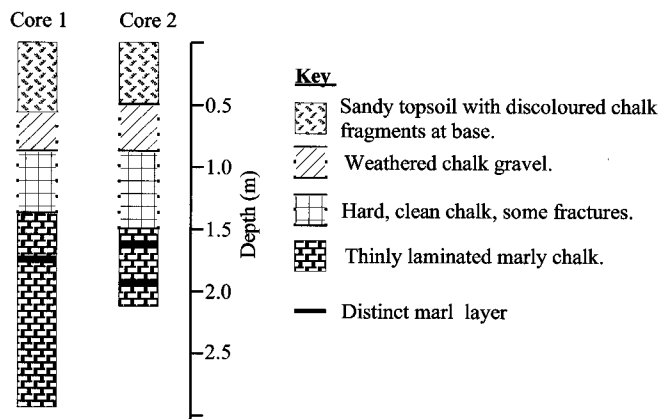 Core 1 Core 2
Key
Sandy topsoil with discoloured chalk
fragments at base.
Weathered chalk gravel.
Hard, clean chalk, some fractures.
Thinly laminated marly chalk.
Distinct marl layer
0.5
1.0
1.5
2.0
2.5
Depth (m)